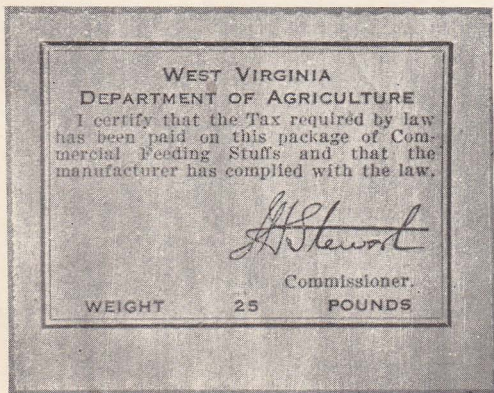 WEST VIRGINIA
DEPARTMENT OF AGRICULTURE
I certify that the Tax required by law
has been paid on this package of Com-
mercial Feeding Stuffs and that the
manufacturer has complied with the law.
J H Stewart
Commissioner.
WEIGHT 25 POUNDS